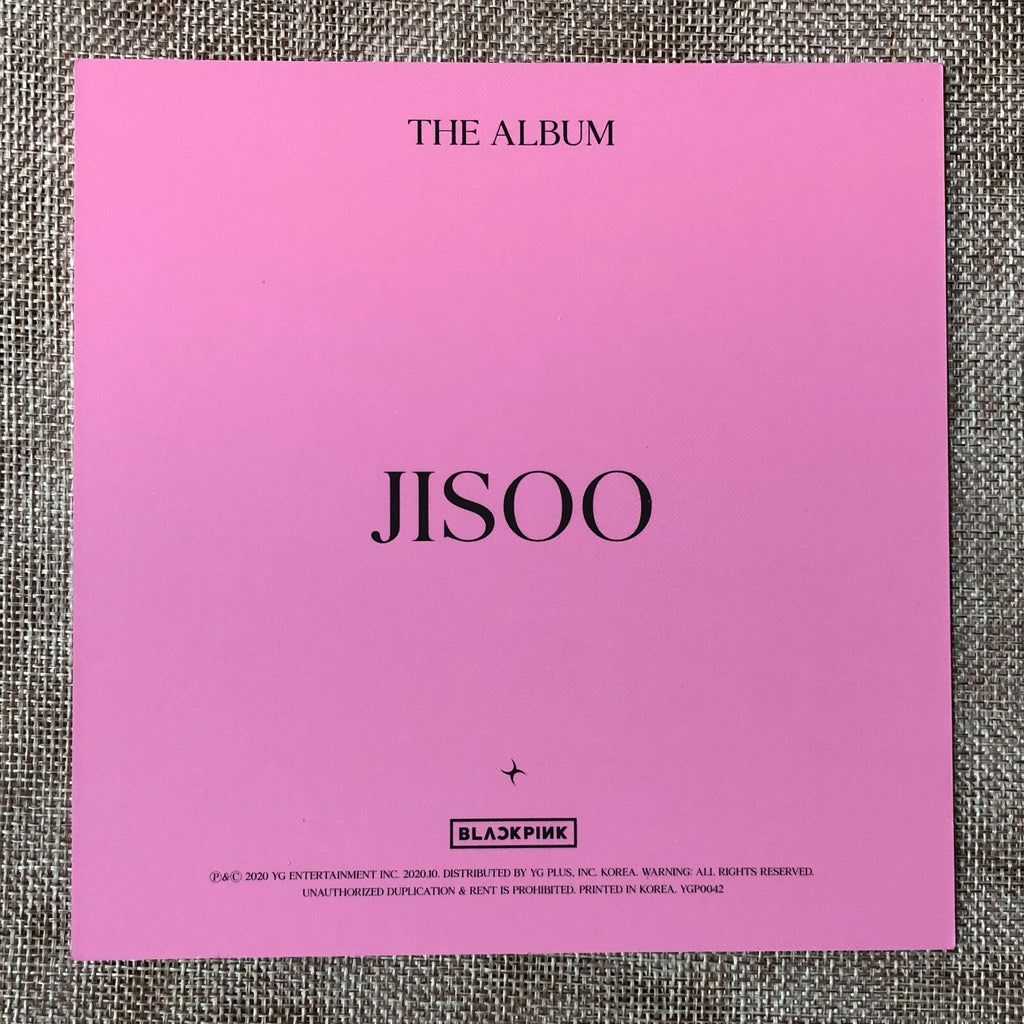 THE ALBUM
JISOO
BLACKPINK
Ⓟ&Ⓒ 2020 YG ENTERTAINMENT INC. 2020.10. DISTRIBUTED BY YG PLUS, INC. KOREA. WARNING: ALL RIGHTS RESERVED.
UNAUTHORIZED DUPLICATION & RENT IS PROHIBITED. PRINTED IN KOREA. YGP0042